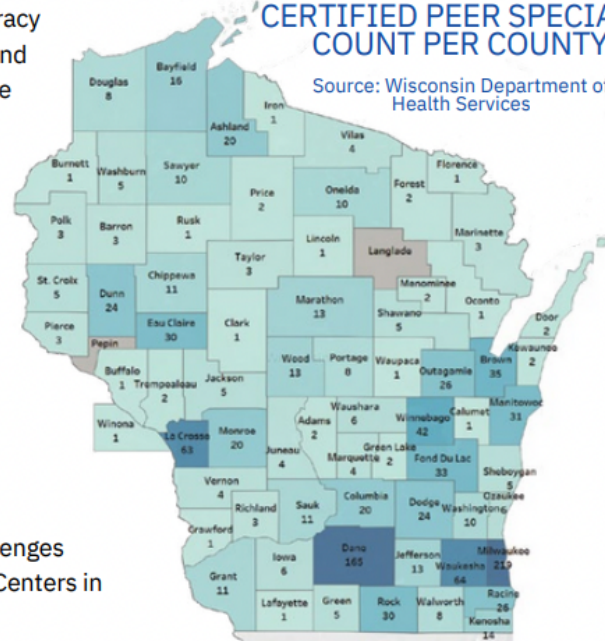 racy
nd
e
CERTIFIED PEER SPECIA
COUNT PER COUNTY
Source: Wisconsin Department of
Health Services
Douglas
8
Bayfield
16
Ashland
20
Iron
1
Vilas
4
Burnett
1
Washburn
5
Sawyer
10
Price
2
Oneida
10
Forest
2
Florence
1
Polk
3
Barron
3
Rusk
1
Lincoln
1
Langlade
Marinette
3
St. Croix
5
Dunn
24
Chippewa
11
Taylor
3
Marathon
13
Menominee
2
Shawano
5
Oconto
1
Door
2
Pierce
3
Pepin
Eau Claire
30
Clark
1
Buffalo
1
Trempealeau
2
Jackson
5
Wood
13
Portage
8
Waupaca
1
Outagamie
26
Brown
35
Kewaunee
2
Winona
1
La Crosse
63
Monroe
20
Juneau
4
Adams
2
Waushara
6
Winnebago
42
Calumet
1
Manitowoc
31
Marquette
4
Green Lake
2
Fond Du Lac
33
Sheboygan
5
Vernon
4
Richland
3
Sauk
11
Columbia
20
Dodge
24
Washington
10
Ozaukee
6
Crawford
1
Grant
11
Iowa
6
Dane
165
Jefferson
13
Waukesha
64
Milwaukee
219
Lafayette
1
Green
5
Rock
30
Walworth
8
Racine
26
Kenosha
14
enges
Centers in